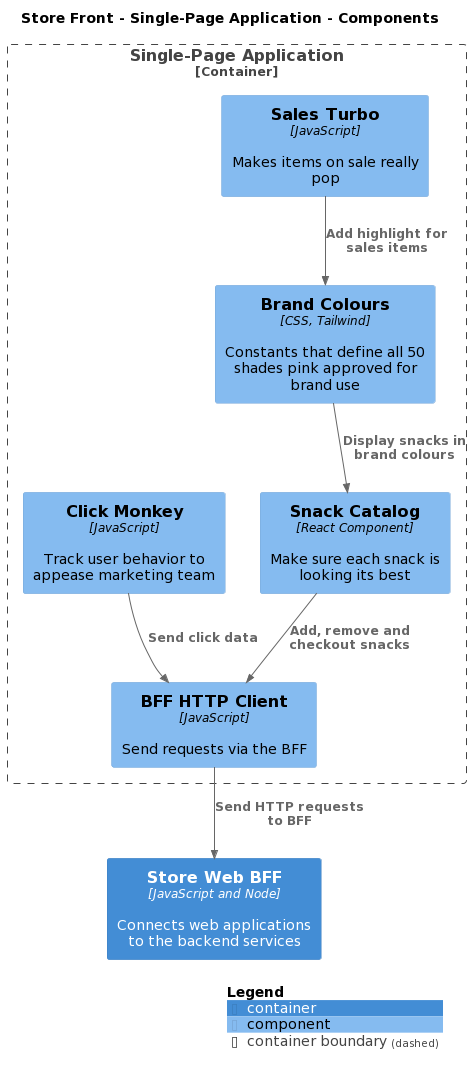 Store Front - Single-Page Application - Components
Single-Page Application
[Container]
Sales Turbo
[JavaScript]
Makes items on sale really
pop
Add highlight for
sales items
Brand Colours
[CSS, Tailwind]
Constants that define all 50
shades pink approved for
brand use
Display snacks in
brand colours
Click Monkey
[JavaScript]
Track user behavior to
appease marketing team
Snack Catalog
[React Component]
Make sure each snack is
looking its best
Send click data
Add, remove and
checkout snacks
BFF HTTP Client
[JavaScript]
Send requests via the BFF
Send HTTP requests
to BFF
Store Web BFF
[JavaScript and Node]
Connects web applications
to the backend services
Legend
container
component
container boundary (dashed)